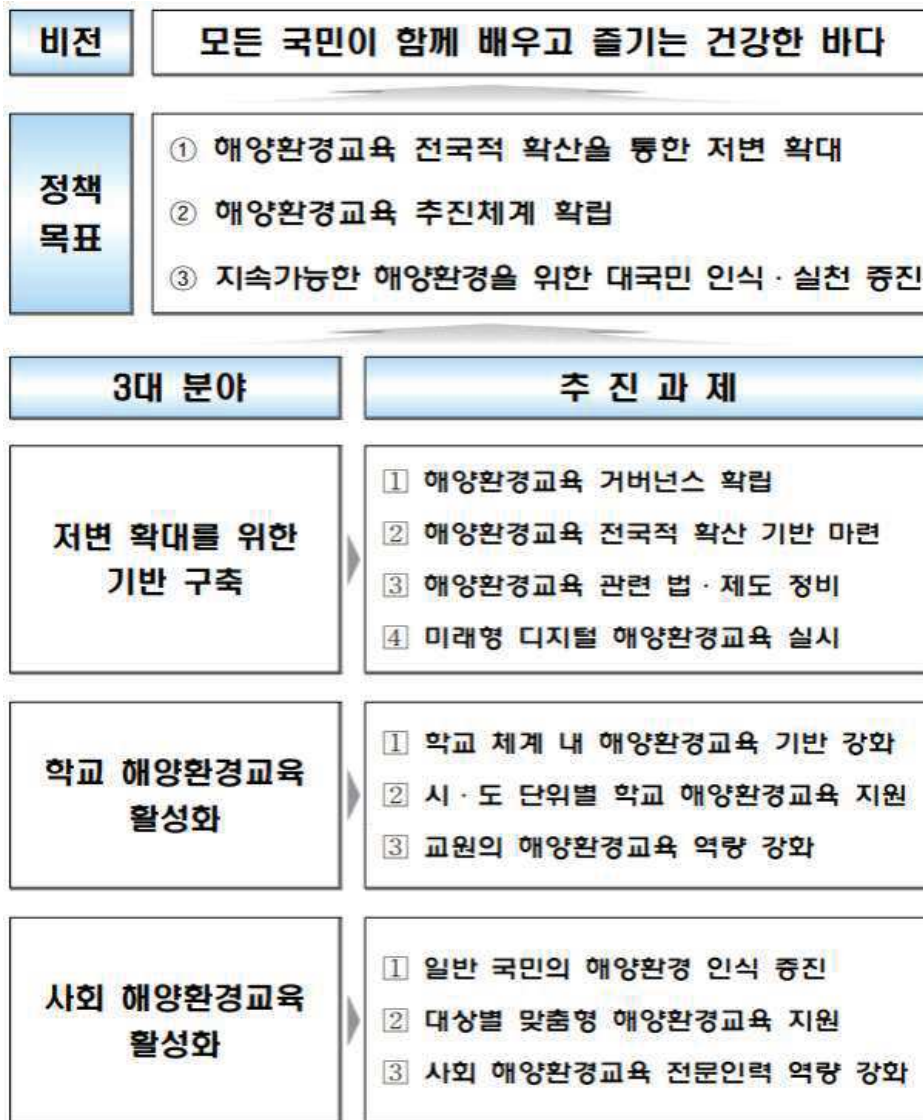 비전
모든 국민이 함께 배우고 즐기는 건강한 바다
정책
목표
① 해양환경교육 전국적 확산을 통한 저변 확대
② 해양환경교육 추진체계 확립
③ 지속가능한 해양환경을 위한 대국민 인식 · 실천 증진
3대 분야
추 진 과 제
저변 확대를 위한
기반 구축
1 해양환경교육 거버넌스 확립
2 해양환경교육 전국적 확산 기반 마련
3 해양환경교육 관련 법 · 제도 정비
4 미래형 디지털 해양환경교육 실시
학교 해양환경교육
활성화
1 학교 체계 내 해양환경교육 기반 강화
2 시 · 도 단위별 학교 해양환경교육 지원
3 교원의 해양환경교육 역량 강화
사회 해양환경교육
활성화
1 일반 국민의 해양환경 인식 증진
2 대상별 맞춤형 해양환경교육 지원
3 사회 해양환경교육 전문인력 역량 강화